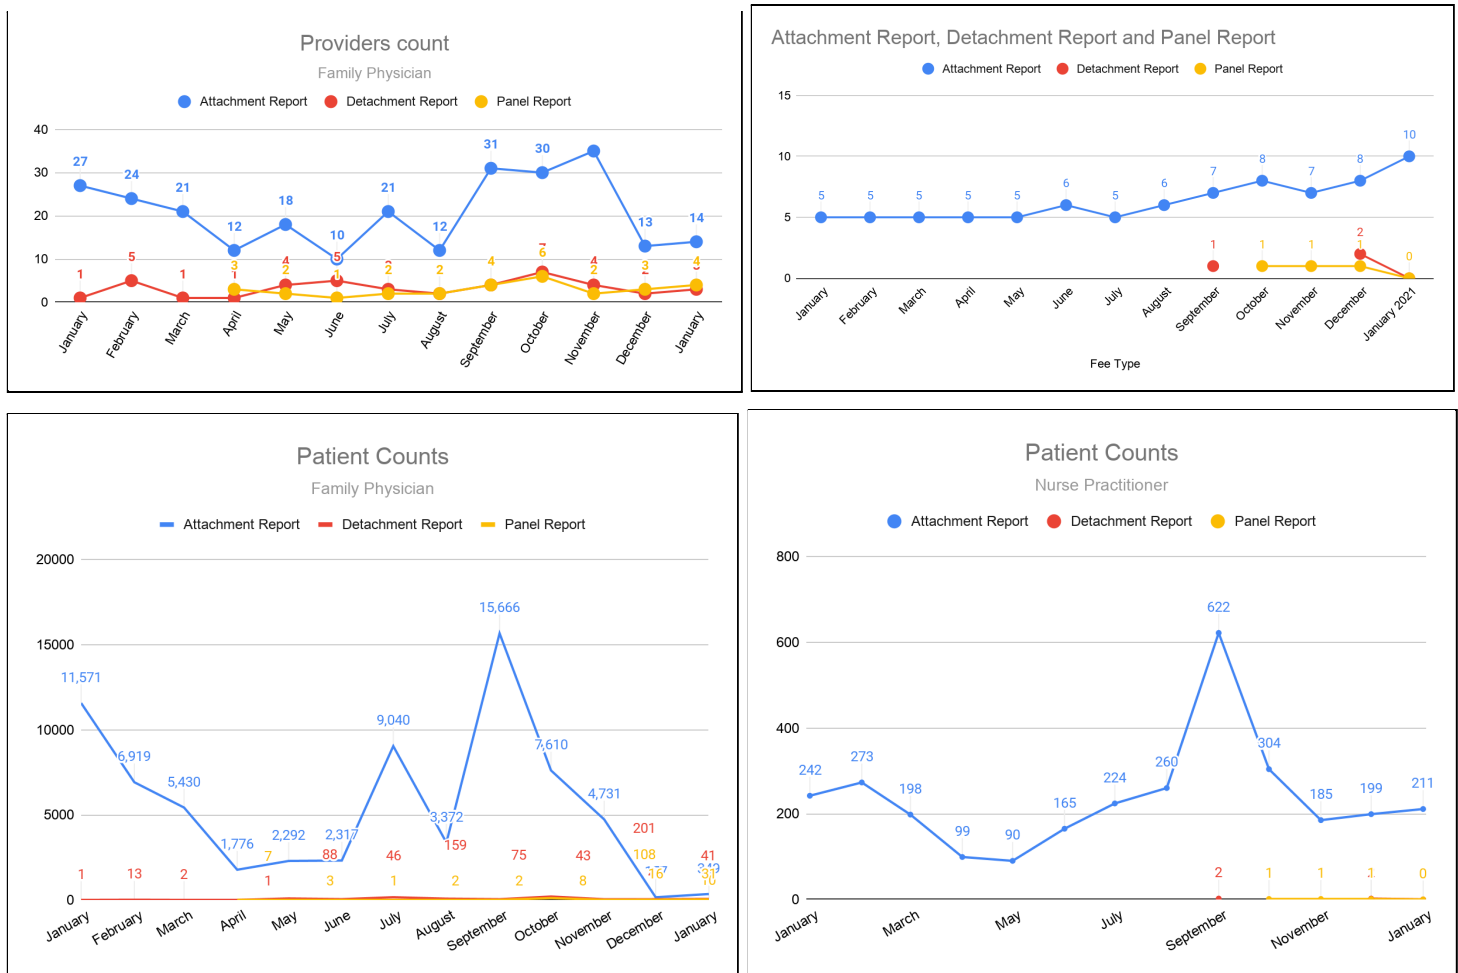 Providers count
Family Physician
Attachment Report Detachment Report Panel Report
40
30
20
10
0
27 24 21 12 18 10 21 12 31 30 13 14
1 5 1 4 5 4
3 2 1 2 2 4 6 2 3 4
January February March April May June July August September October November December January
Attachment Report, Detachment Report and Panel Report
Attachment Report Detachment Report Panel Report
15
10
5
0
5 5 5 5 5 6 5 6 7 8 7 8 10
1 2
1 1 1 0
January February March April May June July August September October November December January 2021
Fee Type
Patient Counts
Family Physician
Attachment Report Detachment Report Panel Report
20000
15000
10000
5000
0
11,571 6,919 5,430 1,776 2,292 2,317 9,040 3,372 15,666 7,610 4,731
1 13 2 1 88 46 159 75 43 201 41
7 3 1 2 2 8 108 16 31 10
January February March April May June July August September October November December January
Patient Counts
Nurse Practitioner
Attachment Report Detachment Report Panel Report
800
600
400
200
0
242 273 198 99 90 165 224 260 622 304 185 199 211
2
1 1 0
January March May July September November January